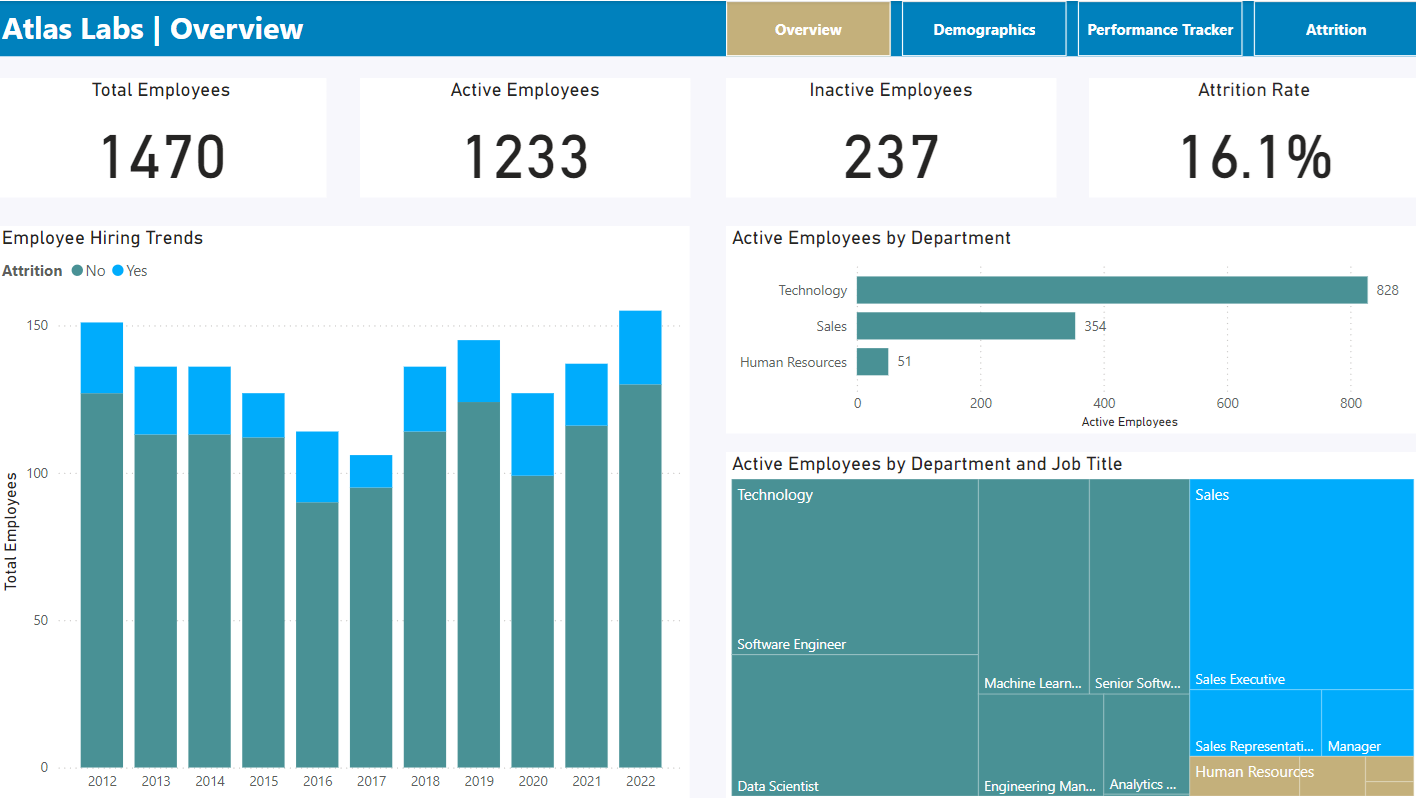 Atlas Labs | Overview
Overview
Demographics
Performance Tracker
Attrition
Total Employees
1470
Active Employees
1233
Inactive Employees
237
Attrition Rate
16.1%
Employee Hiring Trends
Attrition No Yes
150
100
50
0
Total Employees
2012 2013 2014 2015 2016 2017 2018 2019 2020 2021 2022
Active Employees by Department
Technology 828
Sales 354
Human Resources 51
0 200 400 600 800
Active Employees
Active Employees by Department and Job Title
Technology
Software Engineer
Data Scientist
Machine Learn...
Senior Softw...
Engineering Man...
Analytics ...
Sales
Sales Executive
Sales Representati...
Manager
Human Resources